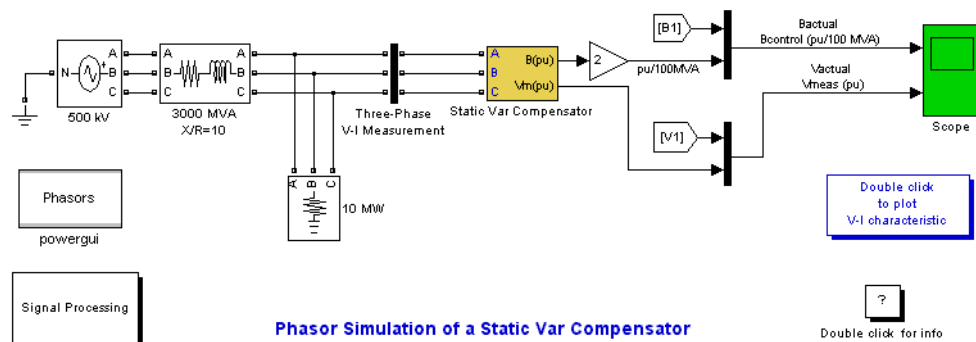 [B1]
Bactual
Bcontrol (pu/100 MVA)
N
A
B
C
500 kV
A
B
C
A
B
C
3000 MVA
X/R=10
Three-Phase
V-I Measurement
A
B
C
B(pu)
Vm(pu)
Static Var Compensator
2
pu/100MVA
Vactual
Vmeas (pu)
Scope
[V1]
A
B
C
10 MW
Phasors
powergui
Double click
to plot
V-I characteristic
Signal Processing
Phasor Simulation of a Static Var Compensator
?
Double click for info